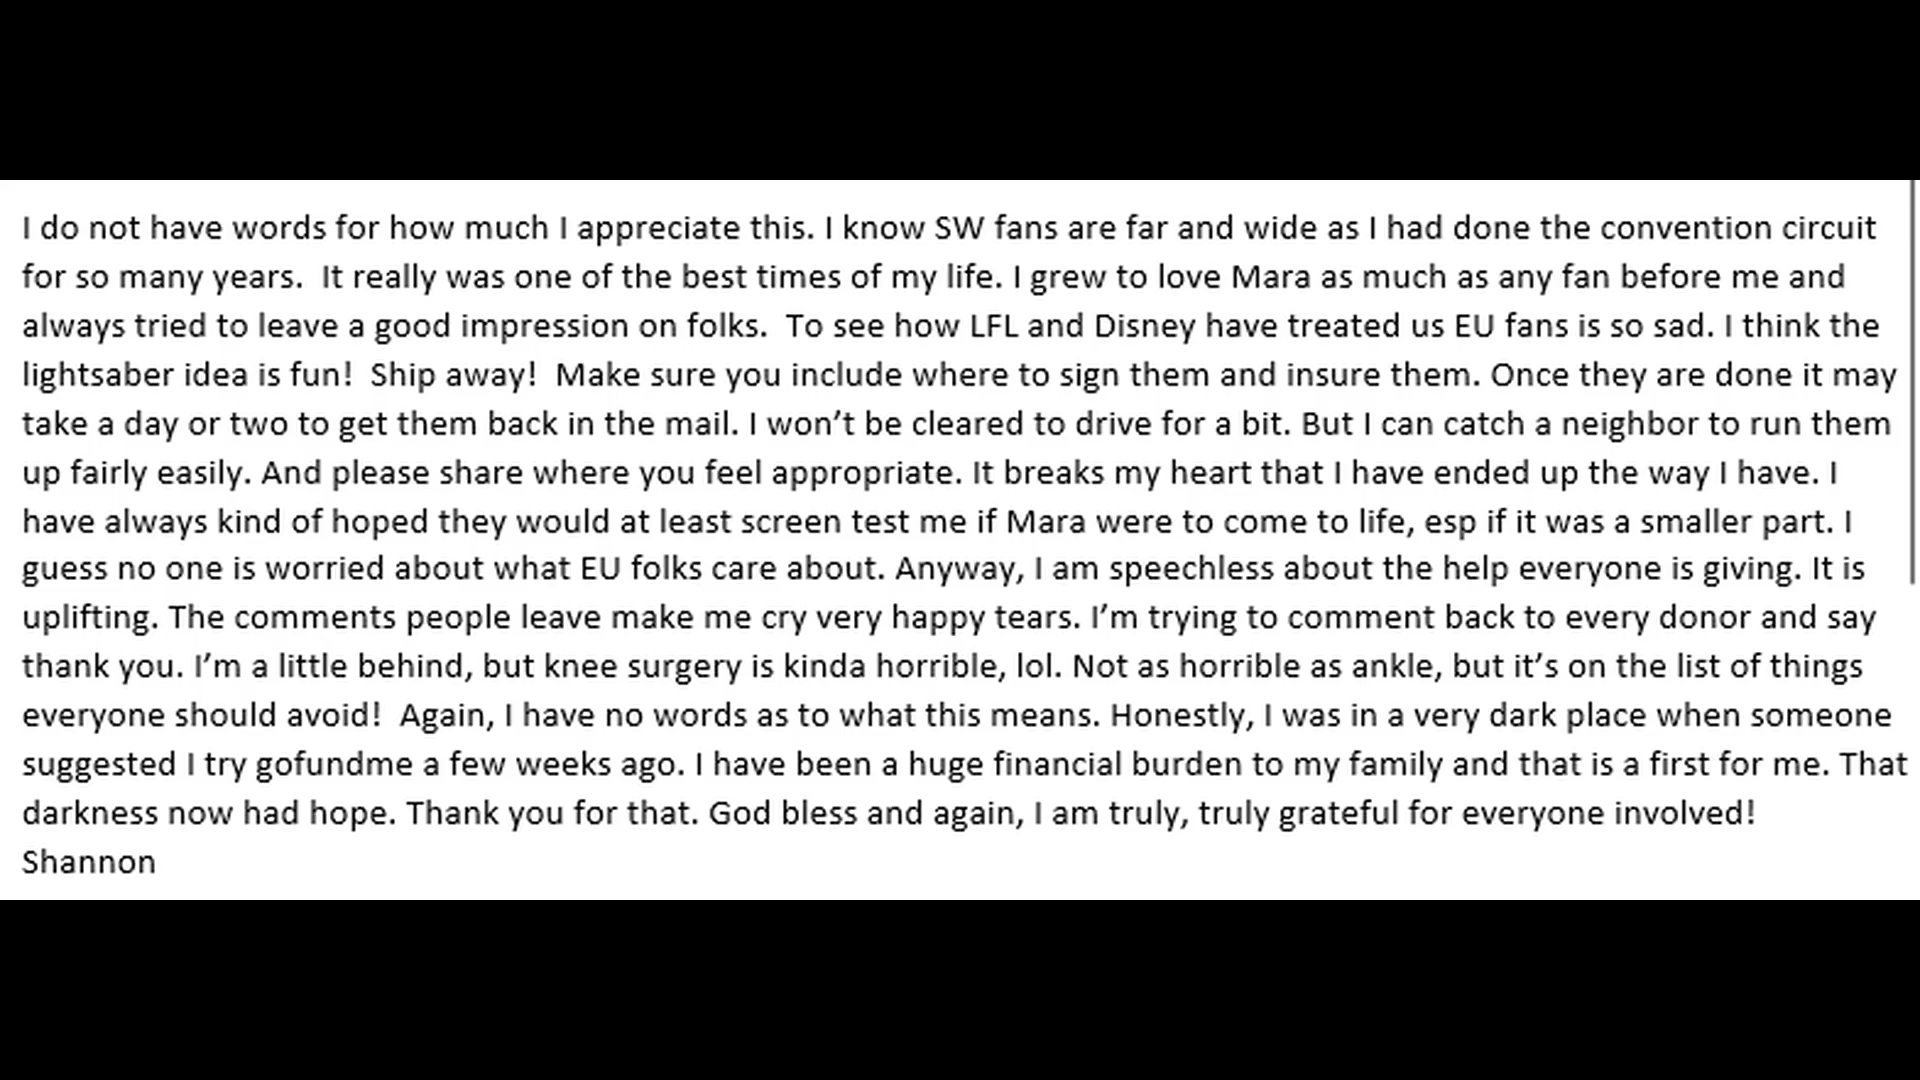 I do not have words for how much I appreciate this. I know SW fans are far and wide as I had done the convention circuit
for so many years.  It really was one of the best times of my life. I grew to love Mara as much as any fan before me and
always tried to leave a good impression on folks.  To see how LFL and Disney have treated us EU fans is so sad. I think the
lightsaber idea is fun!  Ship away!  Make sure you include where to sign them and insure them. Once they are done it may
take a day or two to get them back in the mail. I won’t be cleared to drive for a bit. But I can catch a neighbor to run them
up fairly easily. And please share where you feel appropriate. It breaks my heart that I have ended up the way I have. I
have always kind of hoped they would at least screen test me if Mara were to come to life, esp if it was a smaller part. I
guess no one is worried about what EU folks care about. Anyway, I am speechless about the help everyone is giving. It is
uplifting. The comments people leave make me cry very happy tears. I’m trying to comment back to every donor and say
thank you. I’m a little behind, but knee surgery is kinda horrible, lol. Not as horrible as ankle, but it’s on the list of things
everyone should avoid!  Again, I have no words as to what this means. Honestly, I was in a very dark place when someone
suggested I try gofundme a few weeks ago. I have been a huge financial burden to my family and that is a first for me. That
darkness now had hope. Thank you for that. God bless and again, I am truly, truly grateful for everyone involved!
Shannon